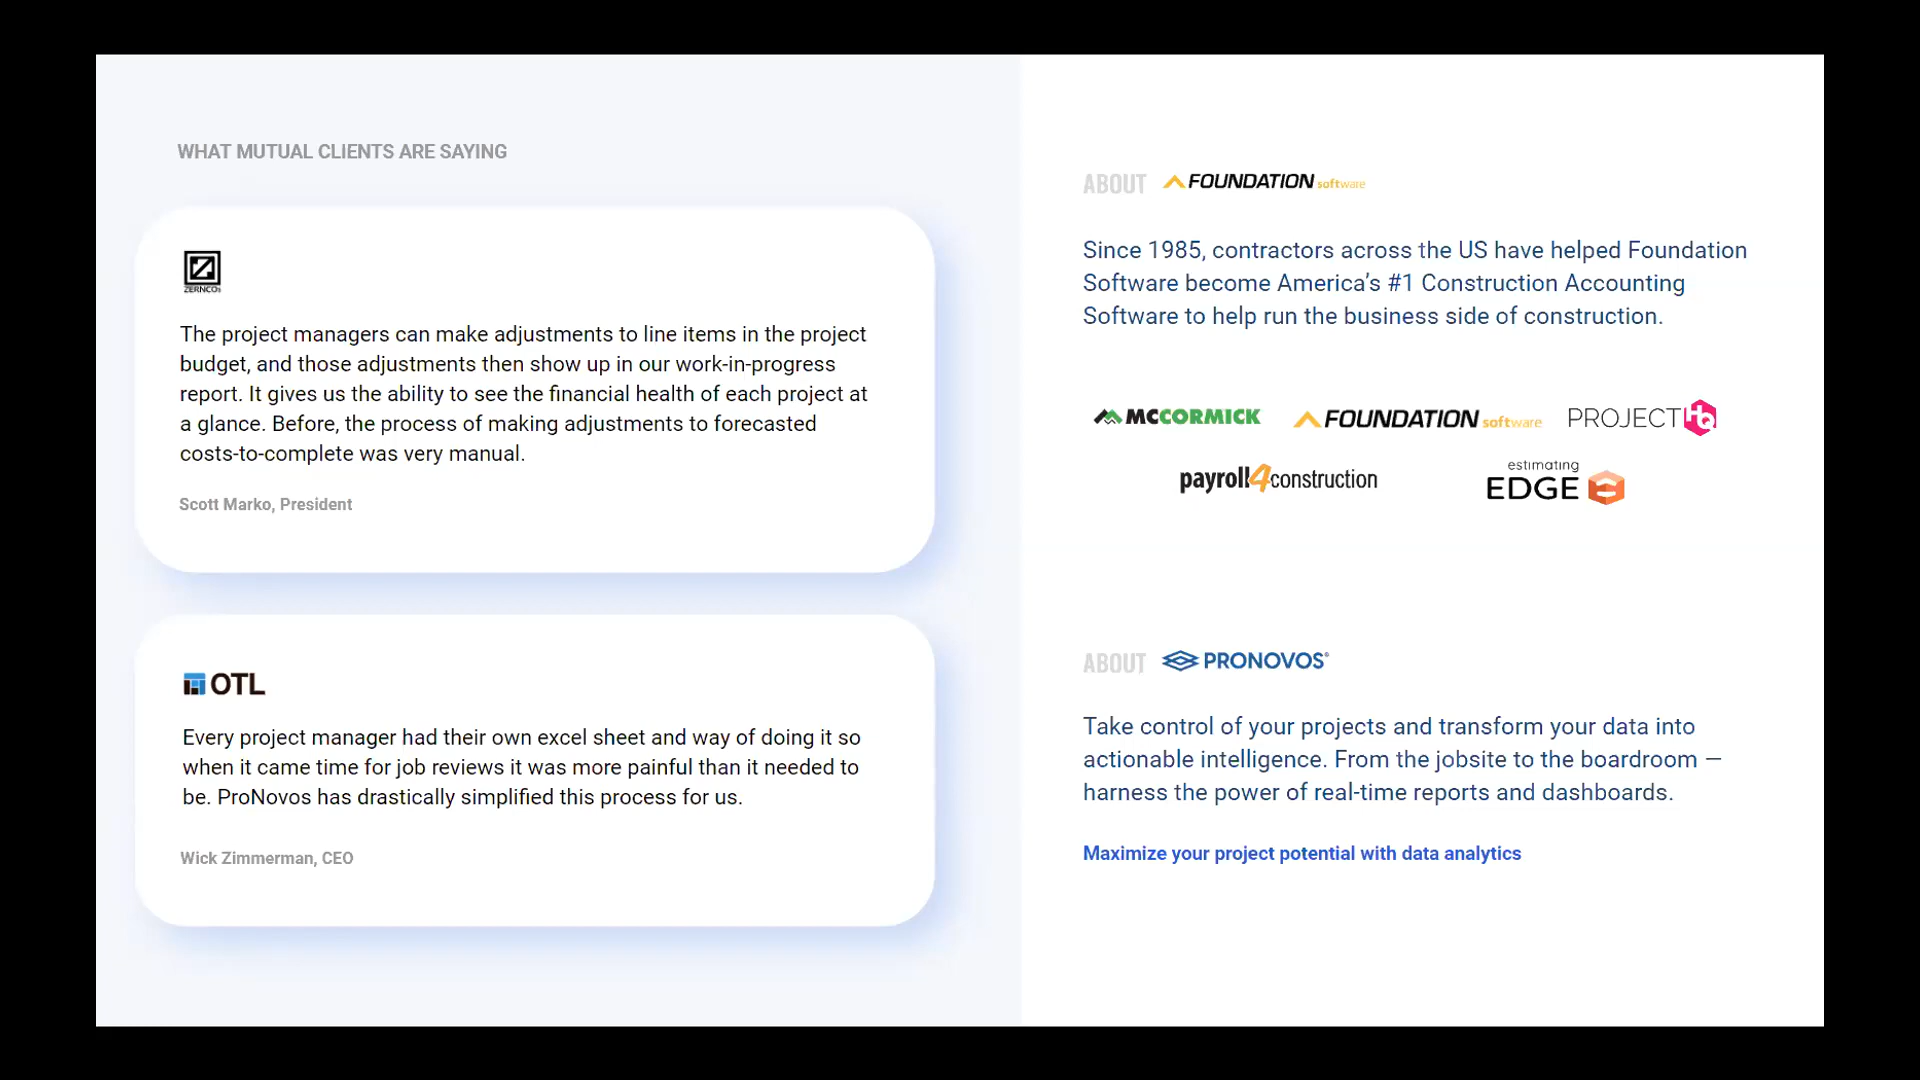 WHAT MUTUAL CLIENTS ARE SAYING
ZERNCO
The project managers can make adjustments to line items in the project
budget, and those adjustments then show up in our work-in-progress
report. It gives us the ability to see the financial health of each project at
a glance. Before, the process of making adjustments to forecasted
costs-to-complete was very manual.
Scott Marko, President
OTL
Every project manager had their own excel sheet and way of doing it so
when it came time for job reviews it was more painful than it needed to
be. ProNovos has drastically simplified this process for us.
Wick Zimmerman, CEO
ABOUT FOUNDATION software
Since 1985, contractors across the US have helped Foundation
Software become America’s #1 Construction Accounting
Software to help run the business side of construction.
MCCORMICK FOUNDATION software PROJECT HQ
payroll4construction estimating EDGE
ABOUT PRONOVOS®
Take control of your projects and transform your data into
actionable intelligence. From the jobsite to the boardroom —
harness the power of real-time reports and dashboards.
Maximize your project potential with data analytics